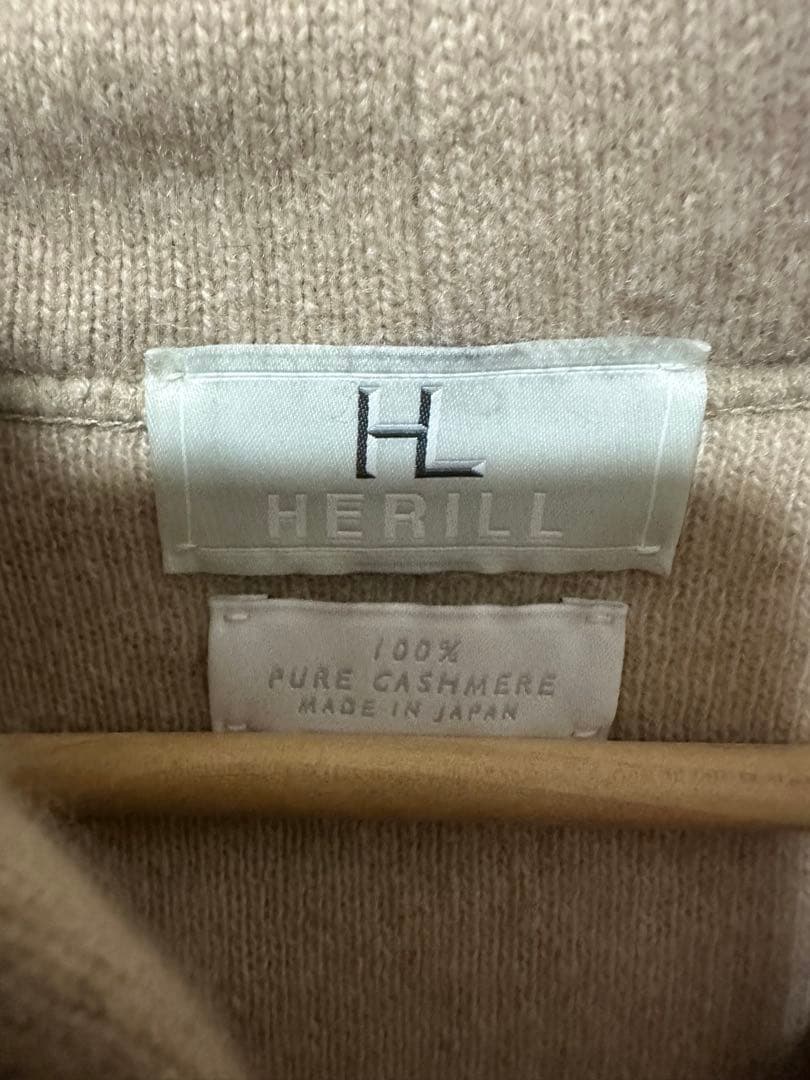 HL
HERILL
100%
PURE CASHMERE
MADE IN JAPAN